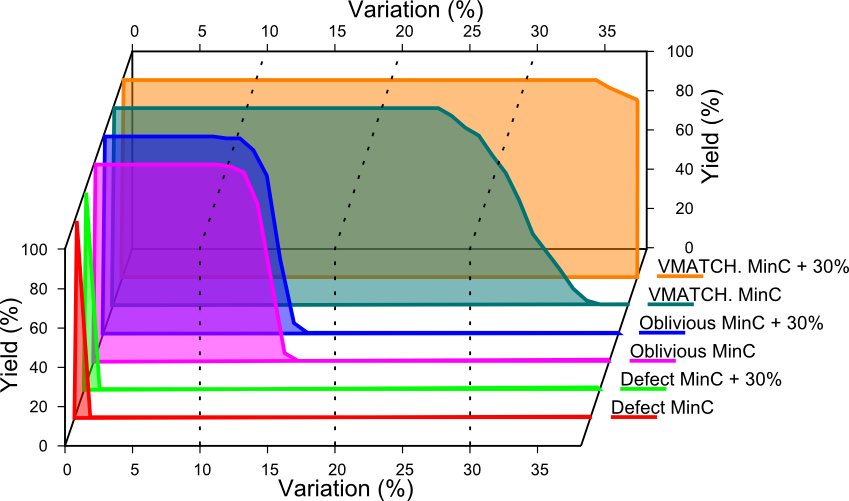 Variation (%)
0 5 10 15 20 25 30 35
100
80
60
40
20
0
Yield (%)
VMATCH. MinC + 30%
VMATCH. MinC
Oblivious MinC + 30%
Oblivious MinC
Defect MinC + 30%
Defect MinC
100
80
60
40
20
0
Yield (%)
0 5 10 15 20 25 30 35
Variation (%)